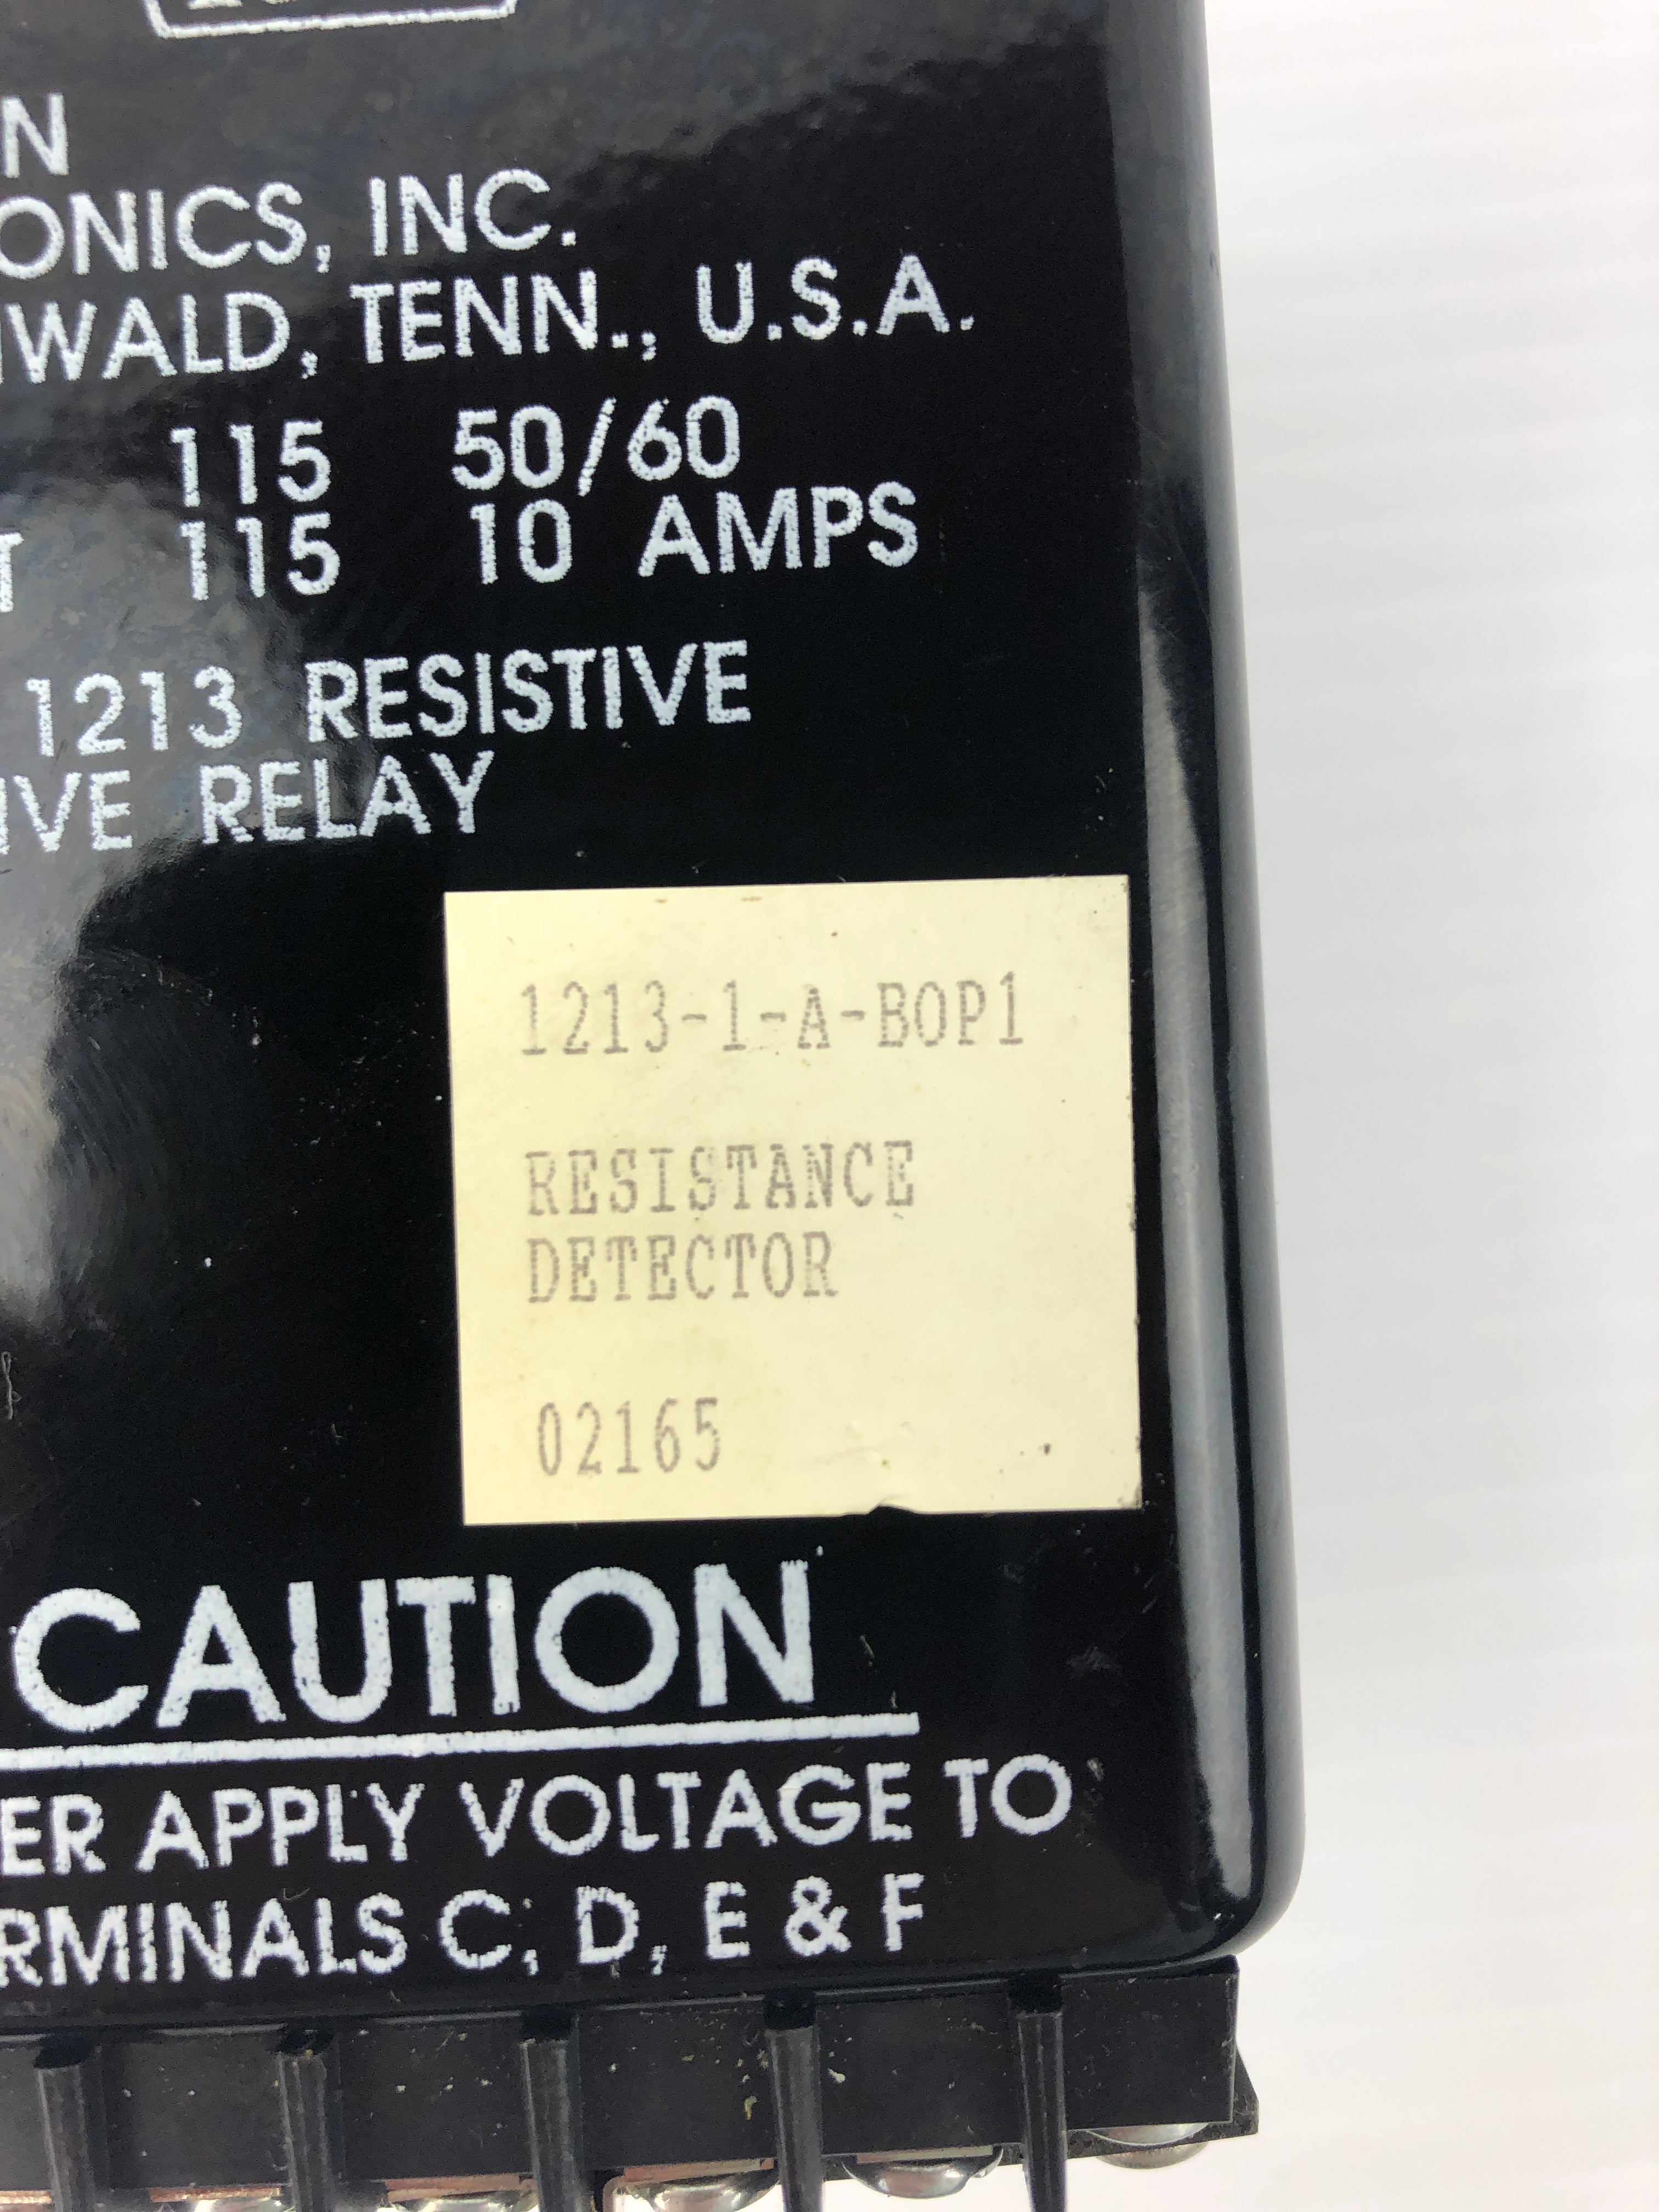 N
ONICS, INC.
WALD, TENN., U.S.A.
115 50/60
T 115 10 AMPS
1213 RESISTIVE
IVE RELAY
1213-1-A-BOP1
RESISTANCE
DETECTOR
02165
CAUTION
ER APPLY VOLTAGE TO
RMINALS C, D, E & F